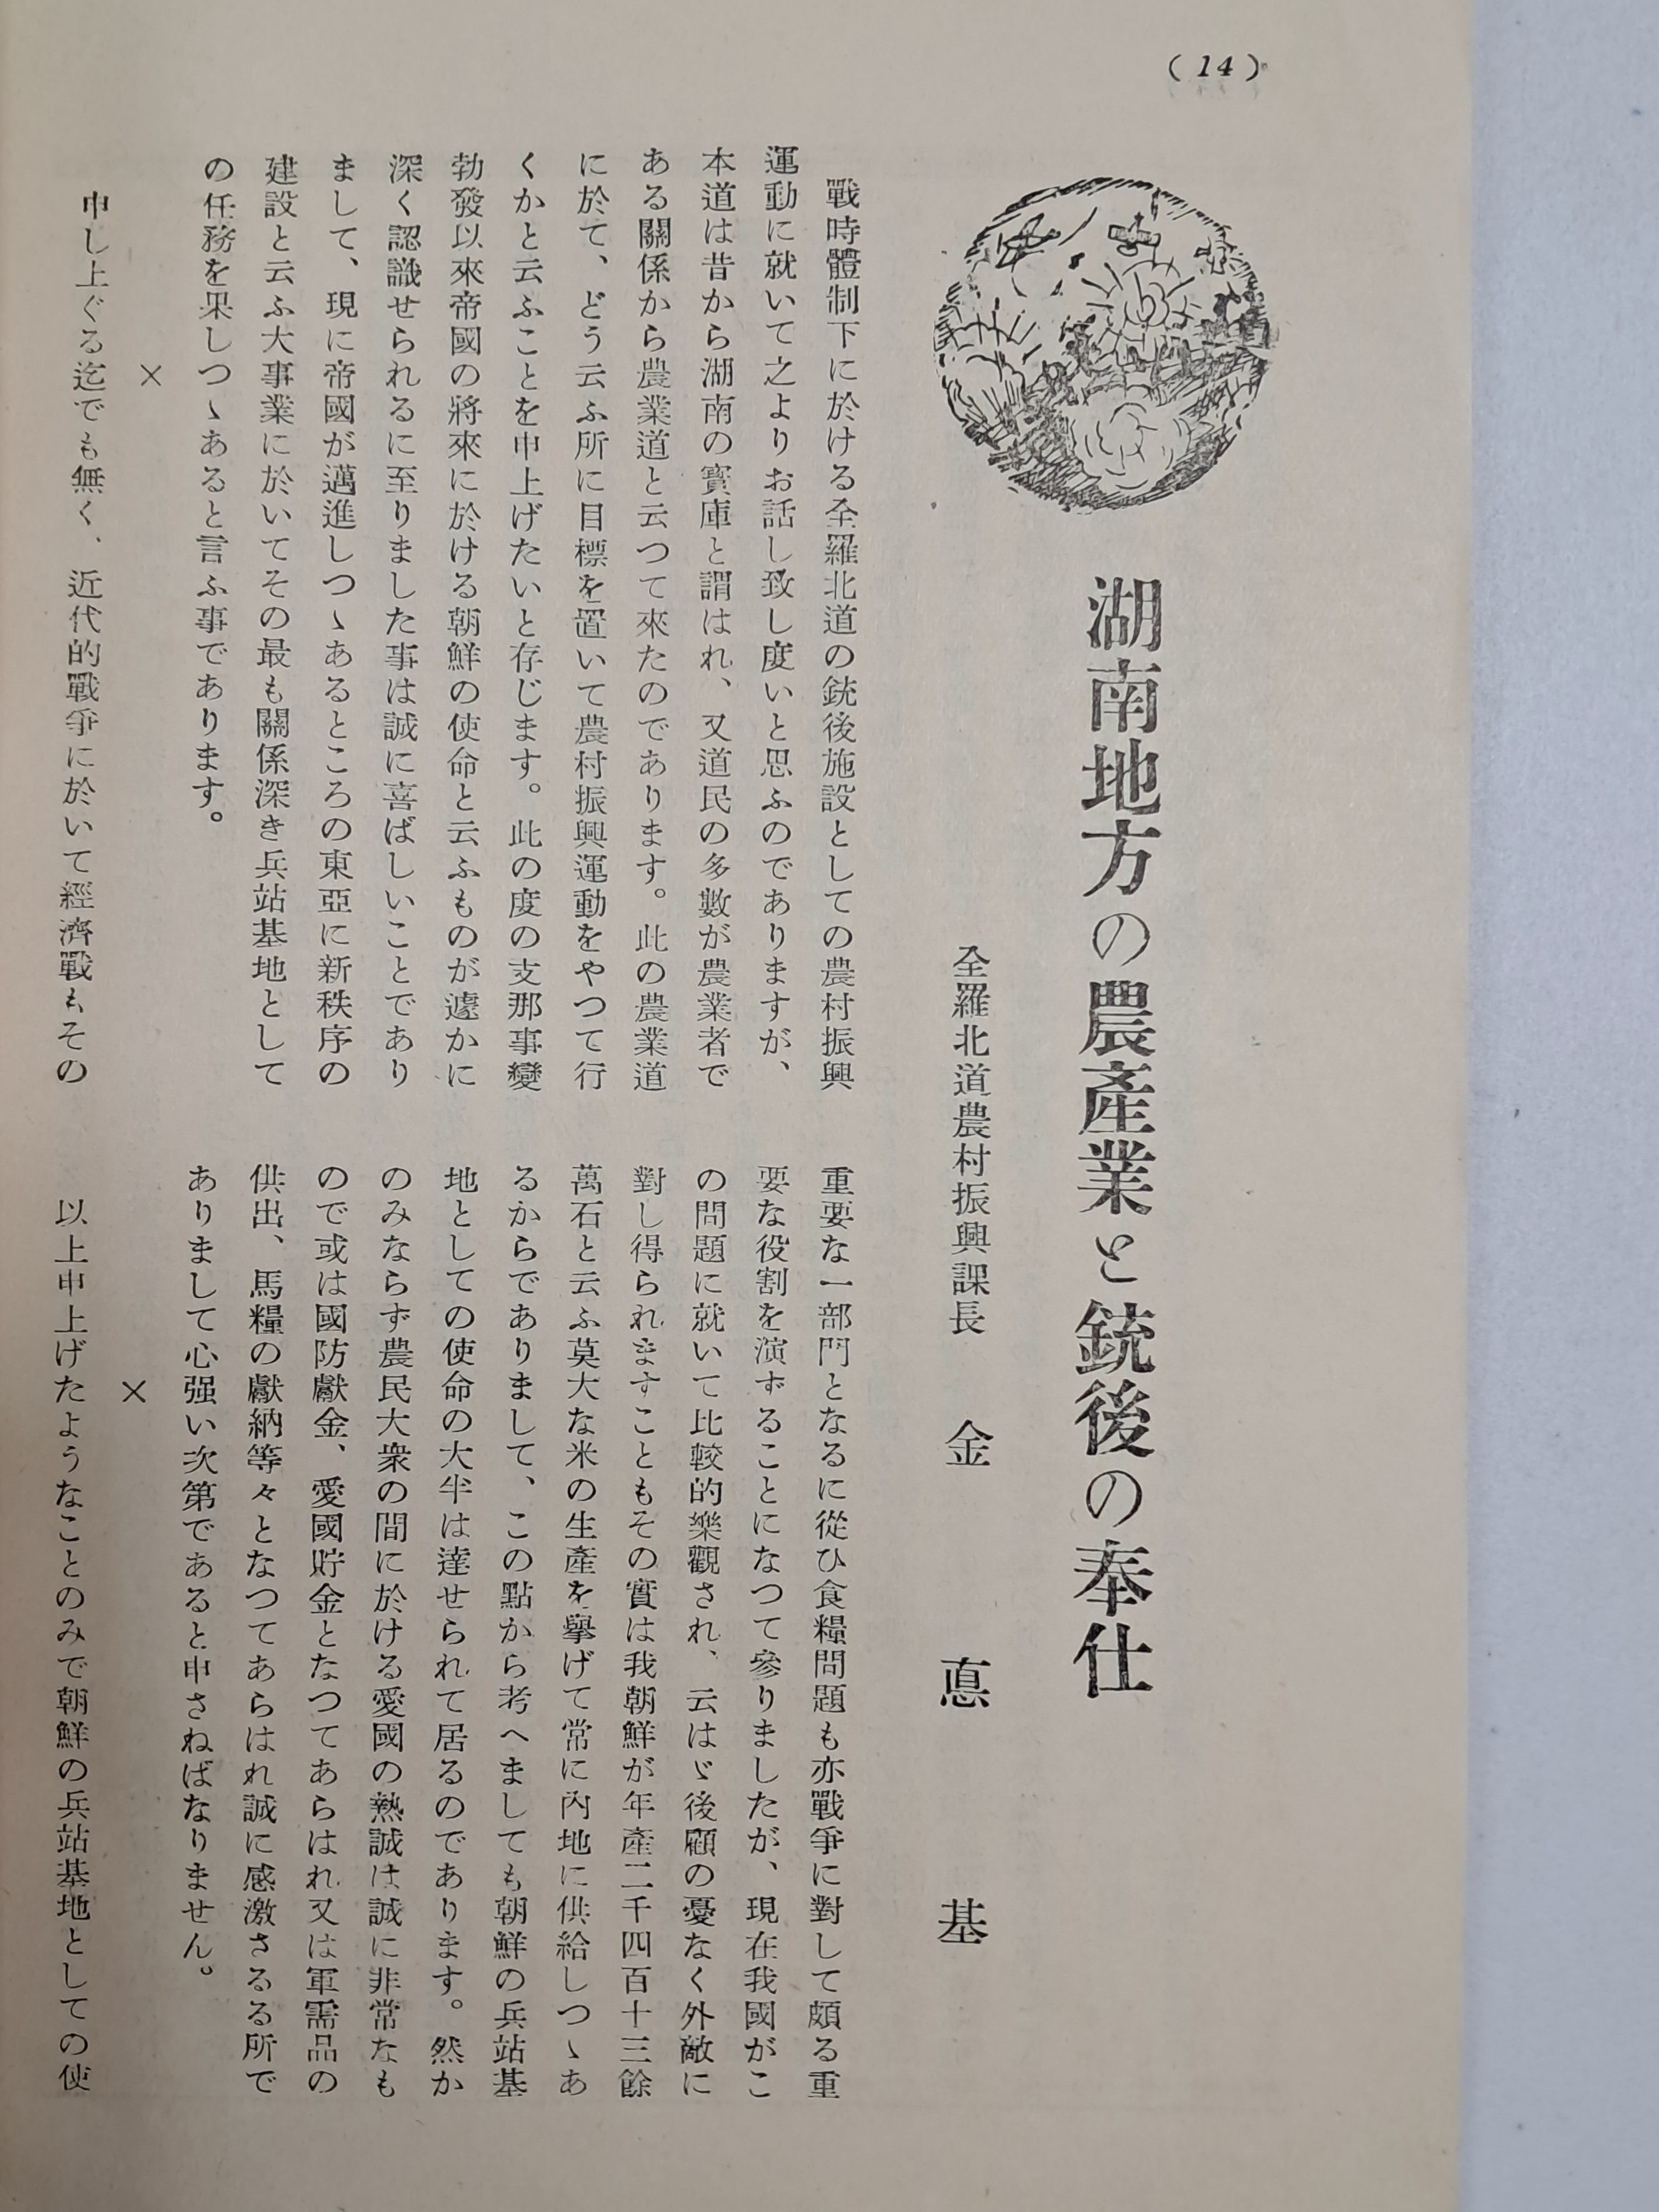 (14)
湖南地方の農產業と銃後の奉仕
全羅北道農村振興課長　金　悳　基
戰時體制下に於ける全羅北道の銃後施設としての農村振興
運動に就いて之よりお話し致し度いと思ふのでありますが、
本道は昔から湖南の寶庫と謂はれ、又道民の多數が農業者で
ある關係から農業道と云つて來たのであります。此の農業道
に於て、どう云ふ所に目標を置いて農村振興運動をやつて行
くかと云ふことを申上げたいと存じます。此の度の支那事變
勃發以來帝國の將來に於ける朝鮮の使命と云ふものが遽かに
深く認識せられるに至りました事は誠に喜ばしいことであり
まして、現に帝國が邁進しつゝあるところの東亞に新秩序の
建設と云ふ大事業に於いてその最も關係深き兵站基地として
の任務を果しつゝあると言ふ事であります。
×
申し上ぐる迄でも無く、近代的戰爭に於いて經濟戰もその
重要な一部門となるに從ひ食糧問題も亦戰爭に對して頗る重
要な役割を演ずることになつて參りましたが、現在我國がこ
の問題に就いて比較的樂觀され、云はゞ後顧の憂なく外敵に
對し得られますこともその實は我朝鮮が年產二千四百十三餘
萬石と云ふ莫大な米の生產を擧げて常に內地に供給しつゝあ
るからでありまして、この點から考へましても朝鮮の兵站基
地としての使命の大半は達せられて居るのであります。然か
のみならず農民大衆の間に於ける愛國の熱誠は誠に非常なも
ので或は國防獻金、愛國貯金となつてあらはれ又は軍需品の
供出、馬糧の獻納等々となつてあらはれ誠に感激さるる所で
ありまして心强い次第であると申さねばなりません。
×
以上申上げたようなことのみで朝鮮の兵站基地としての使